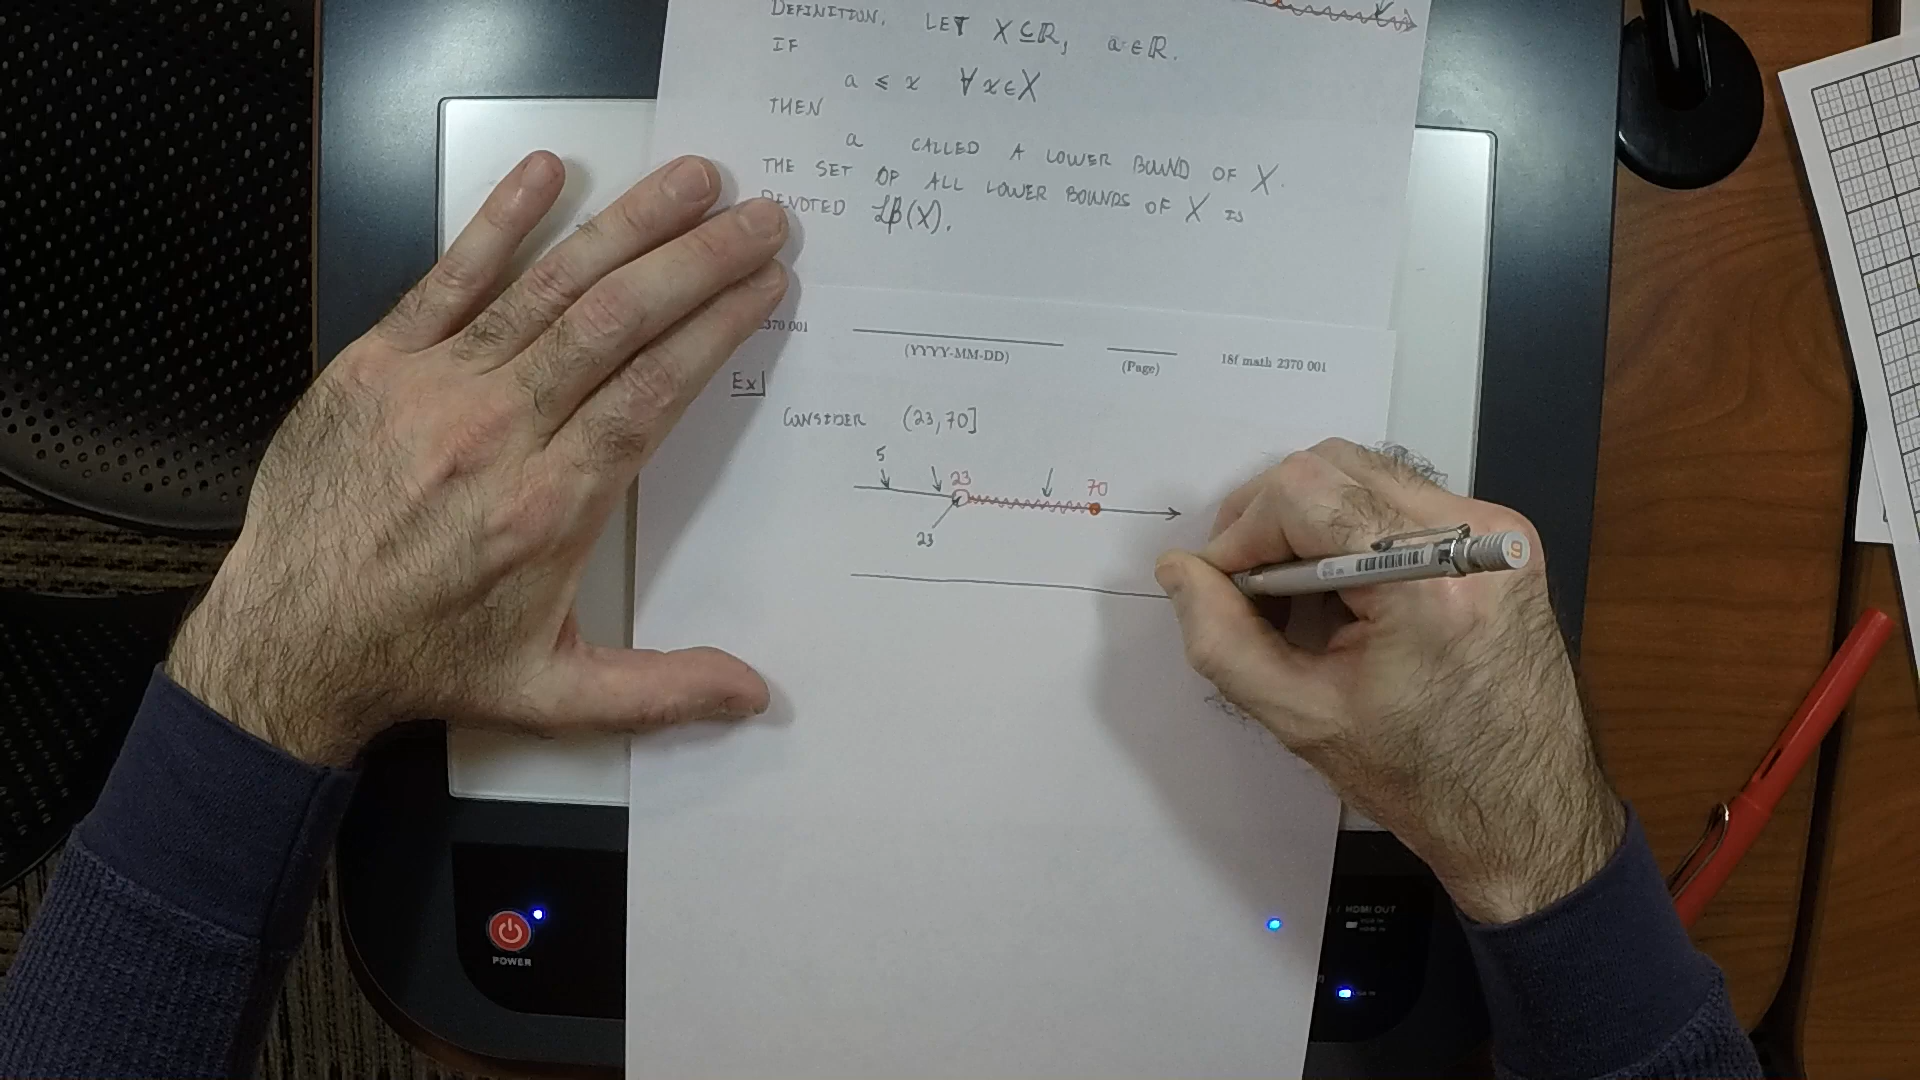 DEFINITION. LET X ⊆ ℝ, a ∈ ℝ.
IF
a ≤ x ∀ x ∈ X
THEN
a CALLED A LOWER BOUND OF X.
THE SET OF ALL LOWER BOUNDS OF X IS
DENOTED LB(X).
370 001
(YYYY-MM-DD)
(Page)
18f math 2370 001
Ex
CONSIDER (23,70]
5
23
70
23
POWER
/ HDMI OUT